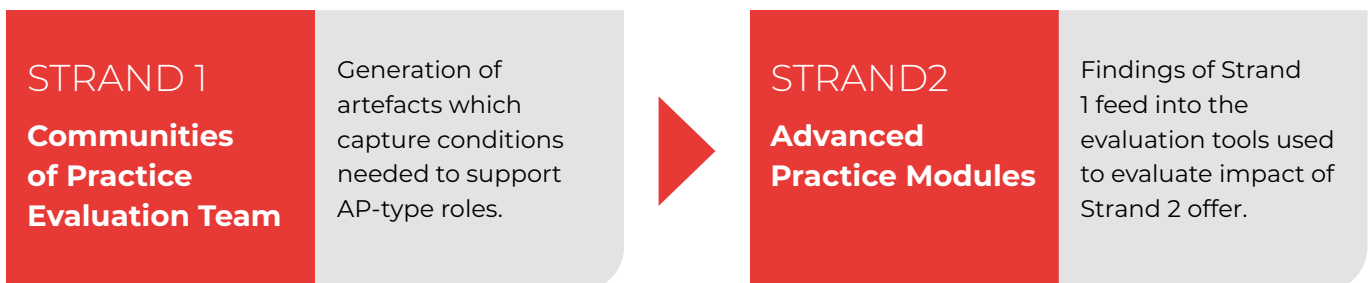 STRAND 1
Communities
of Practice
Evaluation Team
Generation of
artefacts which
capture conditions
needed to support
AP-type roles.
STRAND2
Advanced
Practice Modules
Findings of Strand
1 feed into the
evaluation tools used
to evaluate impact of
Strand 2 offer.